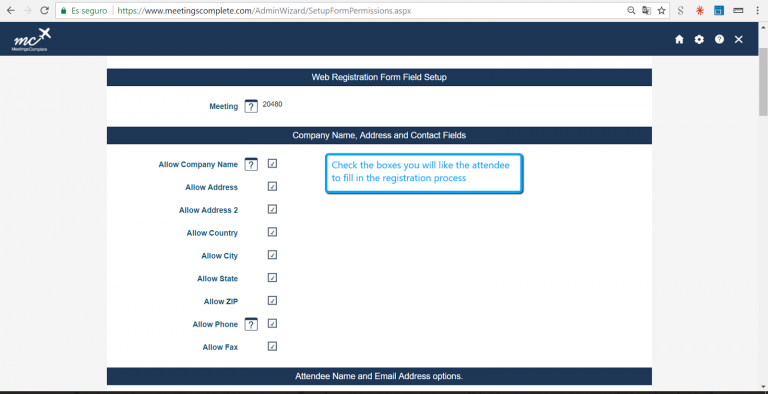 Es seguro https://www.meetingscomplete.com/AdminWizard/SetupFormPermissions.aspx
mc
MeetingsComplete
Web Registration Form Field Setup
Meeting ? 20480
Company Name, Address and Contact Fields
Allow Company Name ?
Check the boxes you will like the attendee
to fill in the registration process
Allow Address
Allow Address 2
Allow Country
Allow City
Allow State
Allow ZIP
Allow Phone ?
Allow Fax
Attendee Name and Email Address options.